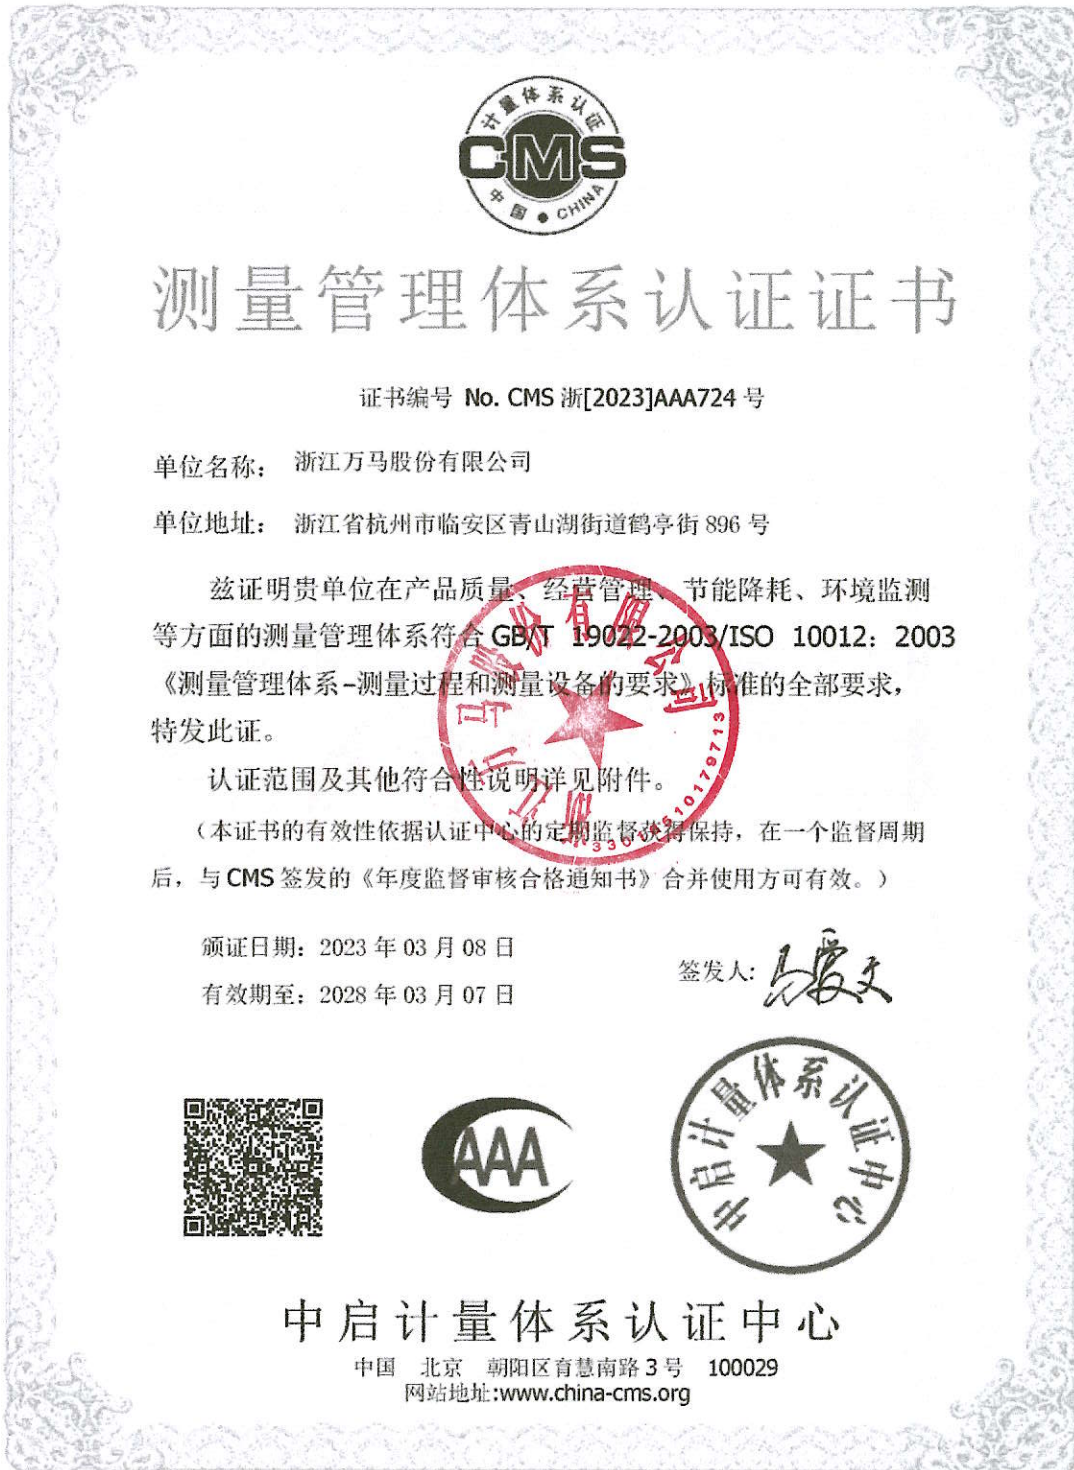 计量体系认证
CMS
中国 ● CHINA
测量管理体系认证证书
证书编号 No. CMS 浙[2023]AAA724 号
单位名称: 浙江万马股份有限公司
单位地址: 浙江省杭州市临安区青山湖街道鹤亭街 896 号
兹证明贵单位在产品质量、经营管理、节能降耗、环境监测
等方面的测量管理体系符合 GB/T 19022-2003/ISO 10012: 2003
《测量管理体系-测量过程和测量设备的要求》标准的全部要求,
特发此证。
认证范围及其他符合性说明详见附件。
(本证书的有效性依据认证中心的定期监督获得保持, 在一个监督周期
后, 与 CMS 签发的《年度监督审核合格通知书》合并使用方可有效。)
浙江万马股份有限公司
颁证日期: 2023 年 03 月 08 日
有效期至: 2028 年 03 月 07 日
签发人:
AAA
中启计量体系认证中心
中启计量体系认证中心
中国 北京 朝阳区育慧南路 3 号 100029
网站地址:www.china-cms.org